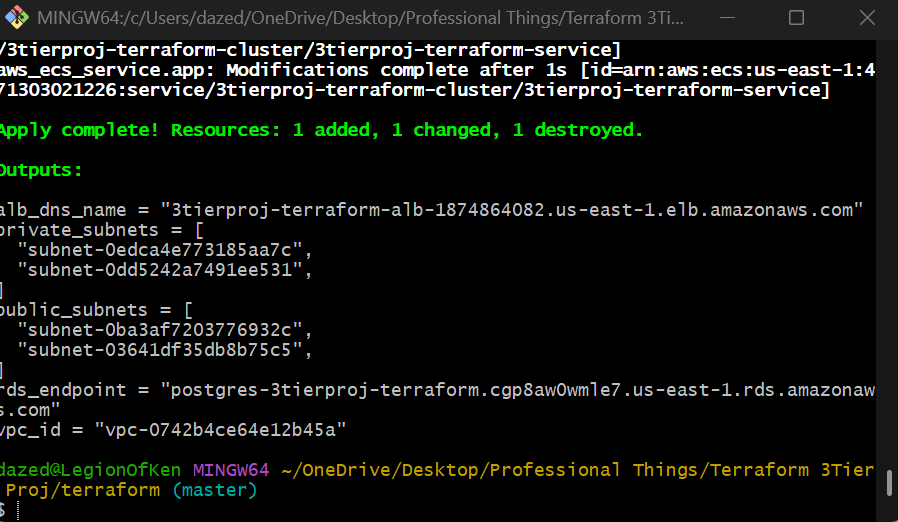 MINGW64:/c/Users/dazed/OneDrive/Desktop/Professional Things/Terraform 3Ti...
/3tierproj-terraform-cluster/3tierproj-terraform-service]
aws_ecs_service.app: Modifications complete after 1s [id=arn:aws:ecs:us-east-1:4
71303021226:service/3tierproj-terraform-cluster/3tierproj-terraform-service]
Apply complete! Resources: 1 added, 1 changed, 1 destroyed.
Outputs:
alb_dns_name = "3tierproj-terraform-alb-1874864082.us-east-1.elb.amazonaws.com"
private_subnets = [
"subnet-0edca4e773185aa7c",
"subnet-0dd5242a7491ee531",
]
public_subnets = [
"subnet-0ba3af7203776932c",
"subnet-03641df35db8b75c5",
]
rds_endpoint = "postgres-3tierproj-terraform.cgp8aw0wmle7.us-east-1.rds.amazonaw
s.com"
vpc_id = "vpc-0742b4ce64e12b45a"
dazed@LegionOfKen MINGW64 ~/OneDrive/Desktop/Professional Things/Terraform 3Tier
Proj/terraform (master)
$